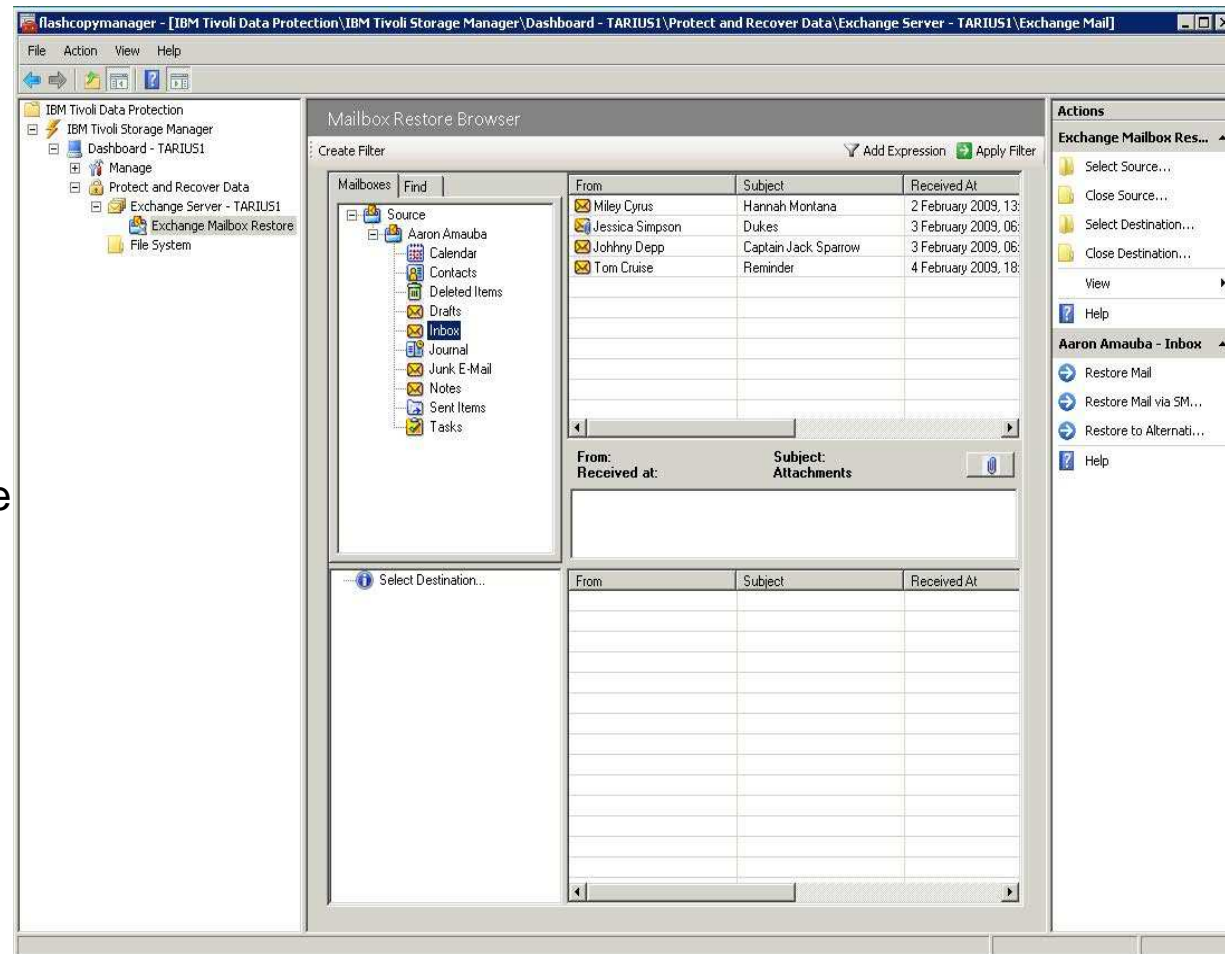 flashcopymanager - [IBM Tivoli Data Protection\IBM Tivoli Storage Manager\Dashboard - TARIUS1\Protect and Recover Data\Exchange Server - TARIUS1\Exchange Mail]
File Action View Help
IBM Tivoli Data Protection
IBM Tivoli Storage Manager
Dashboard - TARIUS1
Manage
Protect and Recover Data
Exchange Server - TARIUS1
Exchange Mailbox Restore
File System
e
Mailbox Restore Browser
Create Filter
Add Expression Apply Filter
Mailboxes Find
Source
Aaron Amauba
Calendar
Contacts
Deleted Items
Drafts
Inbox
Journal
Junk E-Mail
Notes
Sent Items
Tasks
From Subject Received At
Miley Cyrus Hannah Montana 2 February 2009, 13:
Jessica Simpson Dukes 3 February 2009, 06:
Johhny Depp Captain Jack Sparrow 3 February 2009, 06:
Tom Cruise Reminder 4 February 2009, 18:
From: Subject:
Received at: Attachments
Select Destination...
From Subject Received At
Actions
Exchange Mailbox Res...
Select Source...
Close Source...
Select Destination...
Close Destination...
View
Help
Aaron Amauba - Inbox
Restore Mail
Restore Mail via SM...
Restore to Alternati...
Help